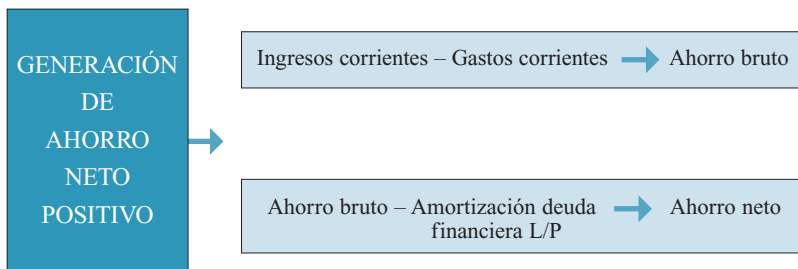 GENERACIÓN
DE
AHORRO
NETO
POSITIVO
Ingresos corrientes – Gastos corrientes → Ahorro bruto
Ahorro bruto – Amortización deuda → Ahorro neto
financiera L/P